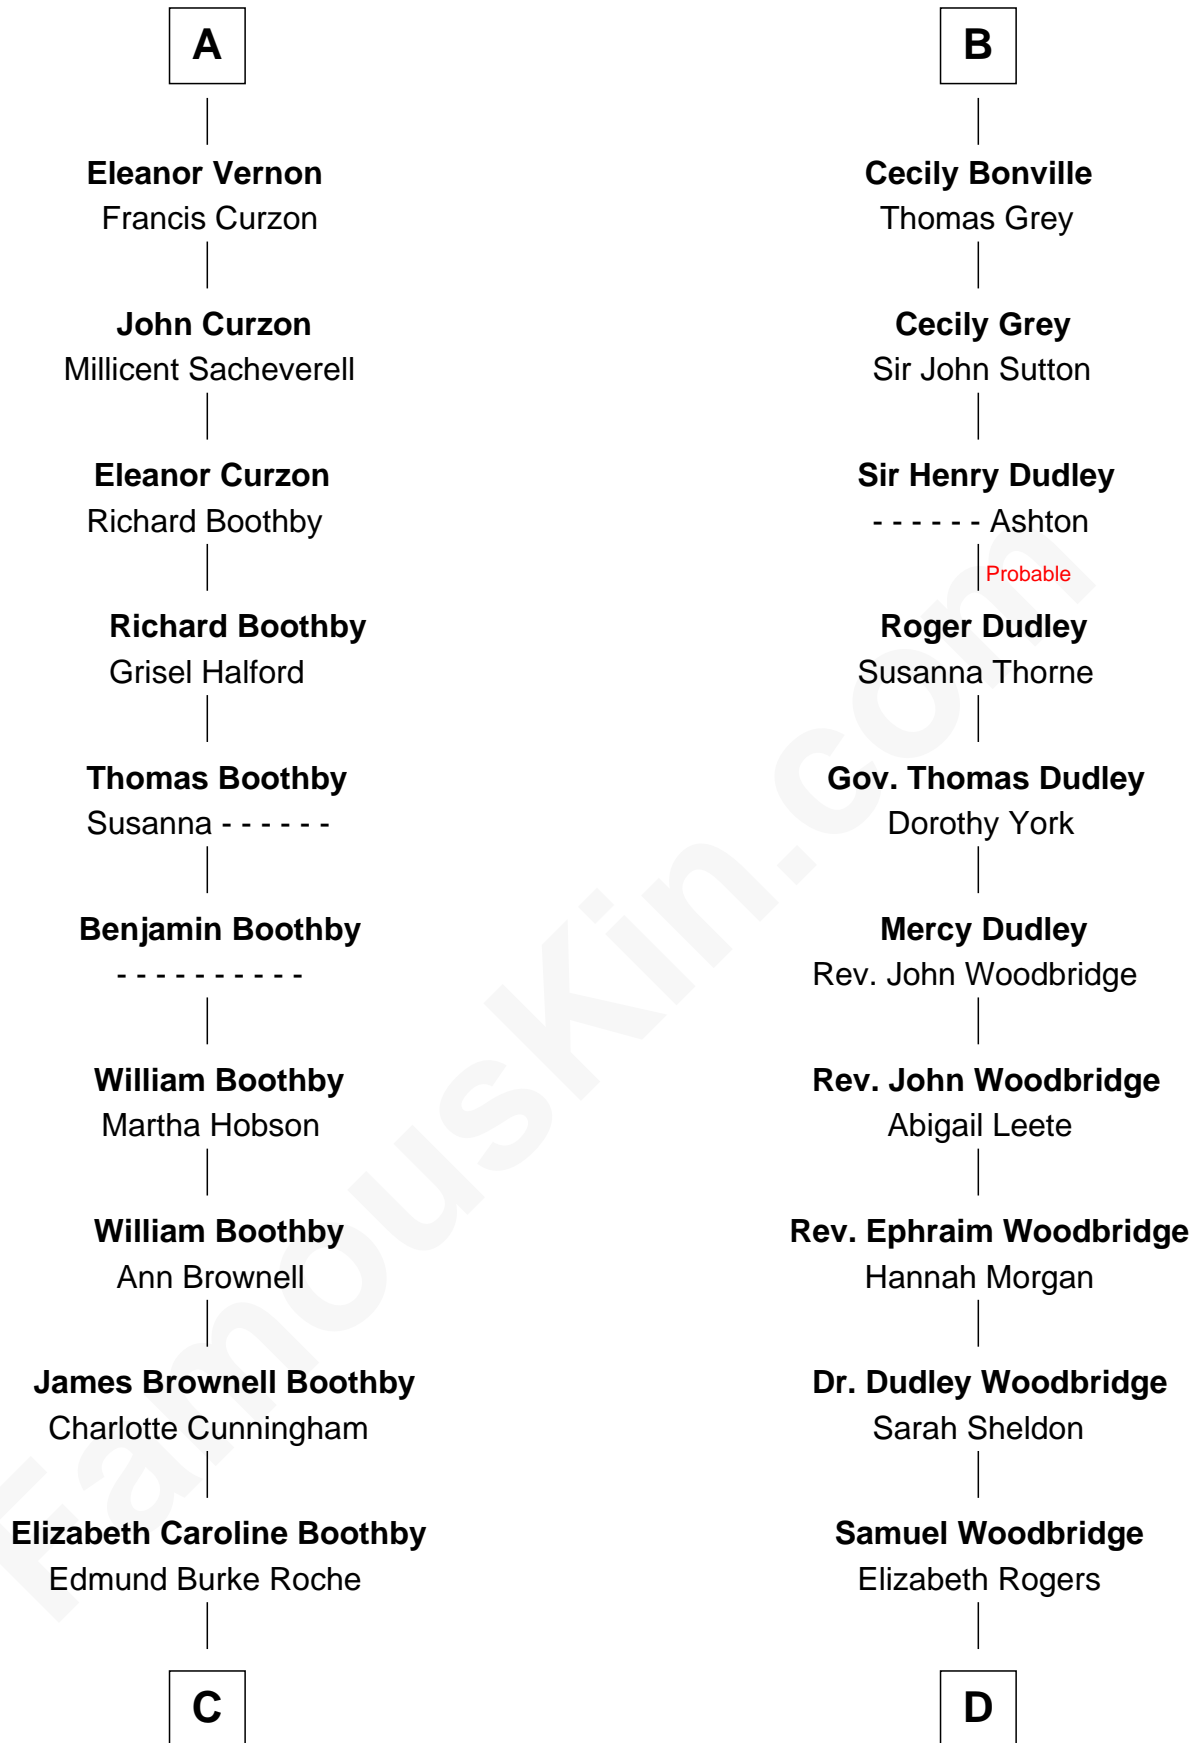 A
Eleanor Vernon
Francis Curzon
John Curzon
Millicent Sacheverell
Eleanor Curzon
Richard Boothby
Richard Boothby
Grisel Halford
Thomas Boothby
Susanna - - - - - -
Benjamin Boothby
- - - - - - - - - -
William Boothby
Martha Hobson
William Boothby
Ann Brownell
James Brownell Boothby
Charlotte Cunningham
Elizabeth Caroline Boothby
Edmund Burke Roche
C
B
Cecily Bonville
Thomas Grey
Cecily Grey
Sir John Sutton
Sir Henry Dudley
- - - - - - Ashton
Probable
Roger Dudley
Susanna Thorne
Gov. Thomas Dudley
Dorothy York
Mercy Dudley
Rev. John Woodbridge
Rev. John Woodbridge
Abigail Leete
Rev. Ephraim Woodbridge
Hannah Morgan
Dr. Dudley Woodbridge
Sarah Sheldon
Samuel Woodbridge
Elizabeth Rogers
D
FamousKin.com